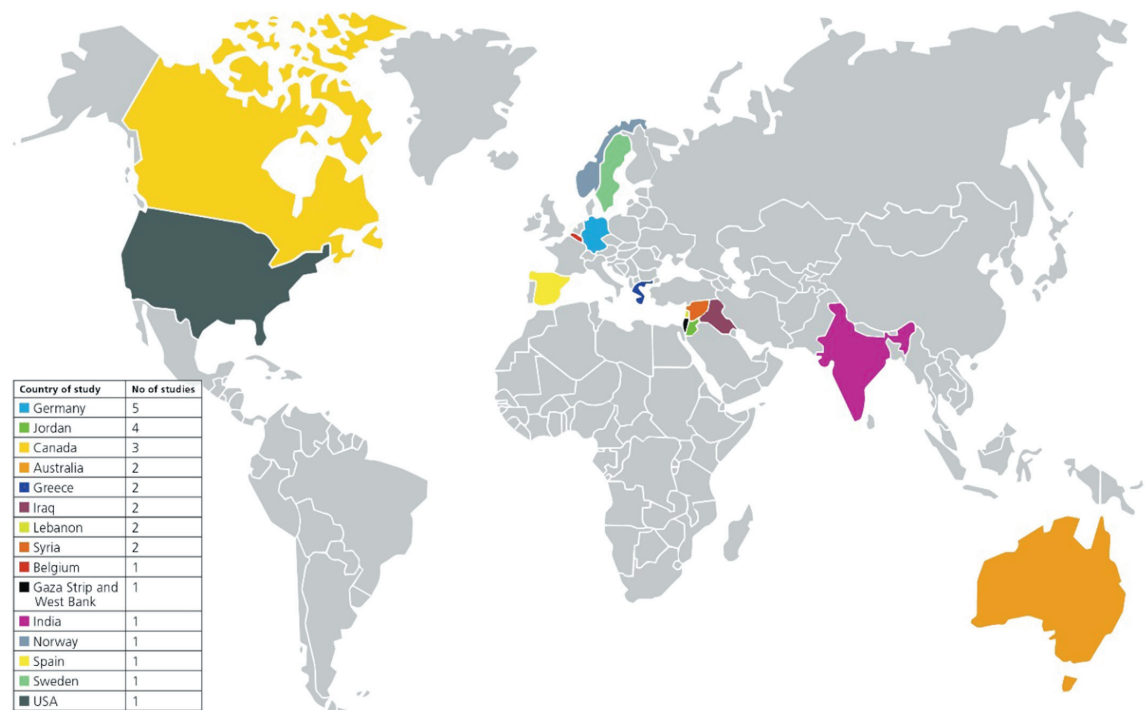 Country of study No of studies
Germany 5
Jordan 4
Canada 3
Australia 2
Greece 2
Iraq 2
Lebanon 2
Syria 2
Belgium 1
Gaza Strip and 1
West Bank
India 1
Norway 1
Spain 1
Sweden 1
USA 1